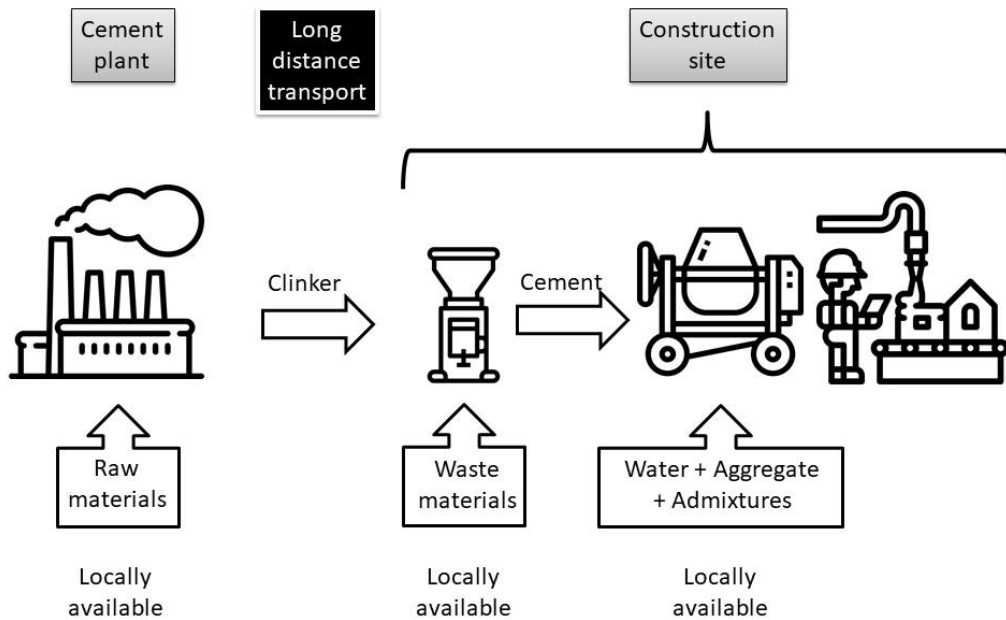 Cement
plant
Long
distance
transport
Construction
site
Clinker
Cement
Raw
materials
Waste
materials
Water + Aggregate
+ Admixtures
Locally
available
Locally
available
Locally
available